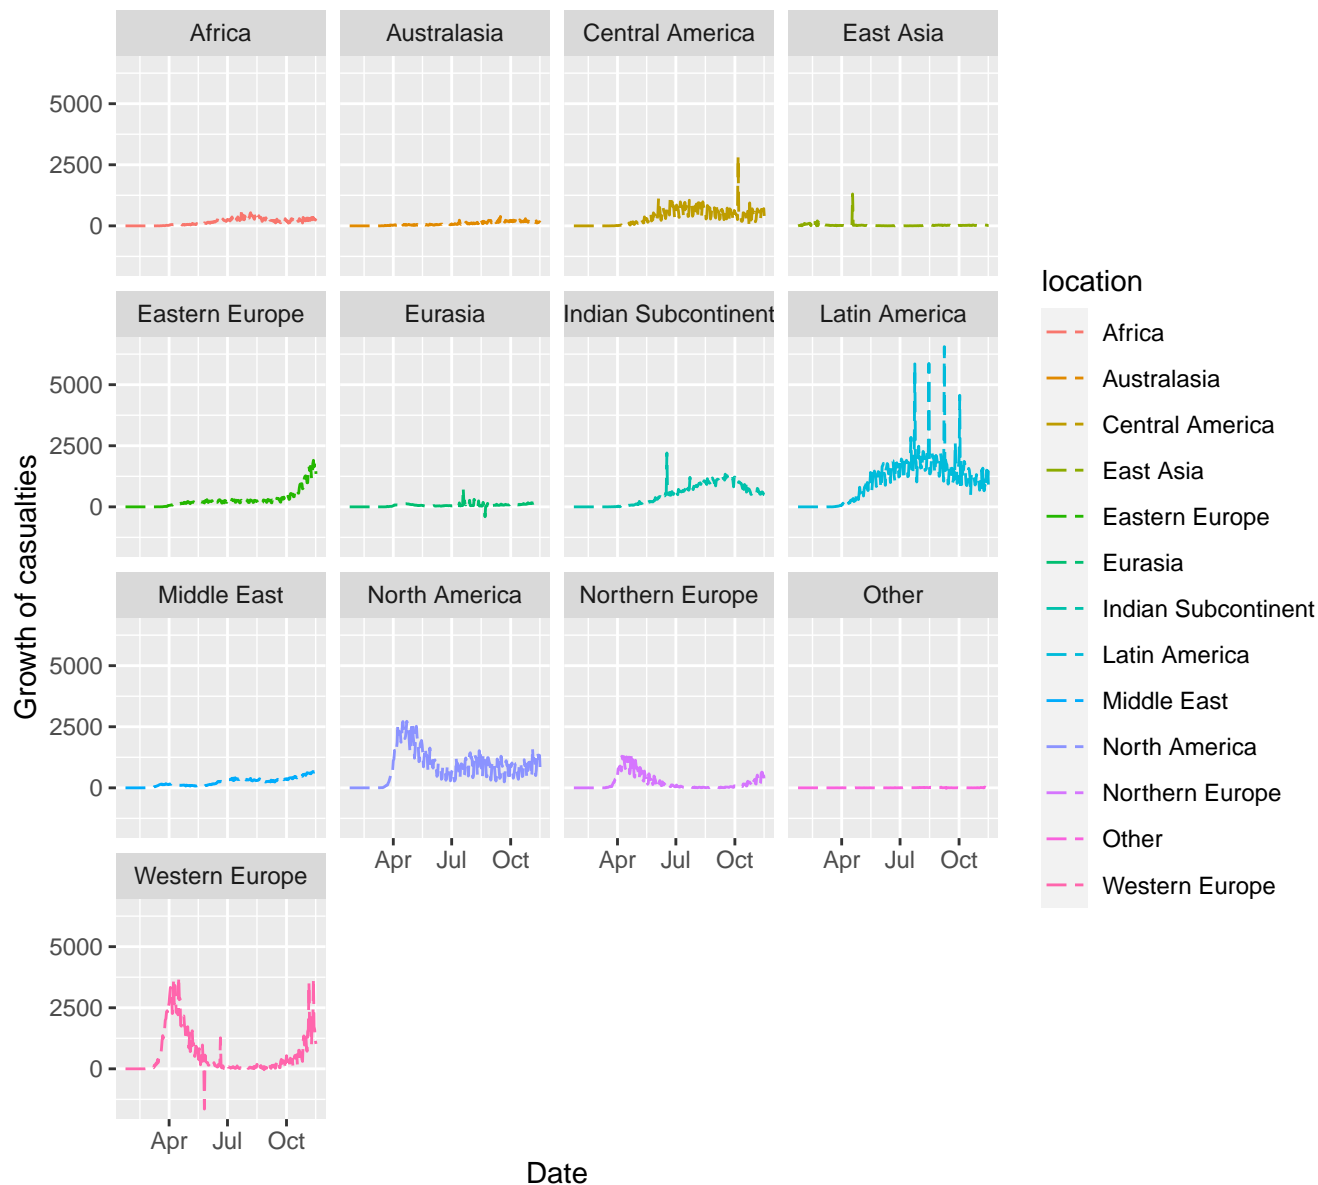 Africa
Australasia
Central America
East Asia
5000
2500
0
Eastern Europe
Eurasia
Indian Subcontinent
Latin America
5000
2500
0
Middle East
North America
Northern Europe
Other
5000
2500
0
Apr Jul Oct
Apr Jul Oct
Apr Jul Oct
Western Europe
5000
2500
0
Apr Jul Oct
Date
Growth of casualties
location
Africa
Australasia
Central America
East Asia
Eastern Europe
Eurasia
Indian Subcontinent
Latin America
Middle East
North America
Northern Europe
Other
Western Europe